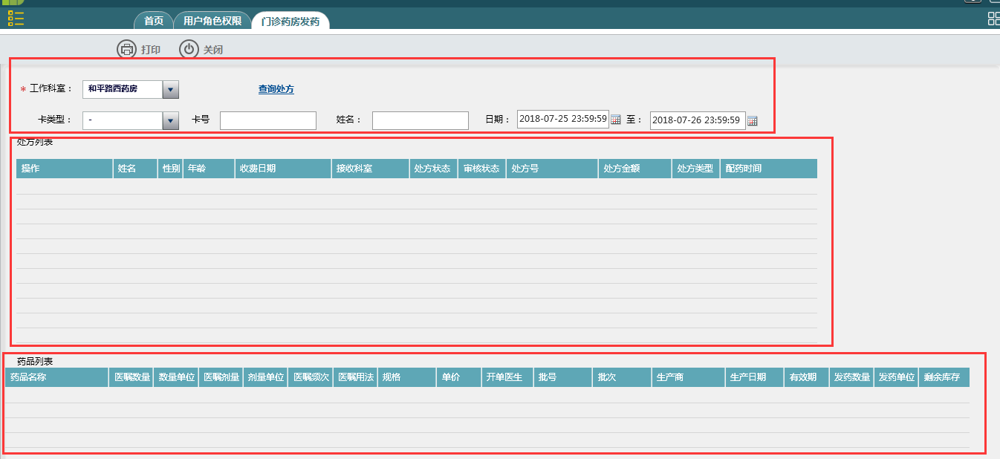 首页 用户角色权限 门诊药房发药
打印 关闭
* 工作科室： 和平路西药房 查询处方
卡类型： - 卡号 姓名： 日期： 2018-07-25 23:59:59 至： 2018-07-26 23:59:59
处方列表
操作 姓名 性别 年龄 收费日期 接收科室 处方状态 审核状态 处方号 处方金额 处方类型 配药时间
药品列表
药品名称 医嘱数量 数量单位 医嘱剂量 剂量单位 医嘱频次 医嘱用法 规格 单价 开单医生 批号 批次 生产商 生产日期 有效期 发药数量 发药单位 剩余库存